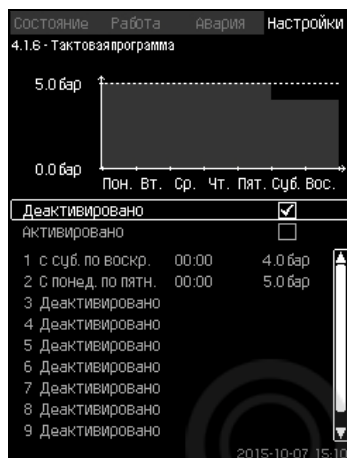 Состояние Работа Авария Настройки
4.1.6 - Тактовая программа
5.0 бар
0.0 бар
Пон. Вт. Ср. Чт. Пят. Суб. Вос.
Деактивировано
Активировано
1 с суб. по воскр. 00:00 4.0 бар
2 С понед. по пятн. 00:00 5.0 бар
3 Деактивировано
4 Деактивировано
5 Деактивировано
6 Деактивировано
7 Деактивировано
8 Деактивировано
9 Деактивировано
2015-10-07 15:10